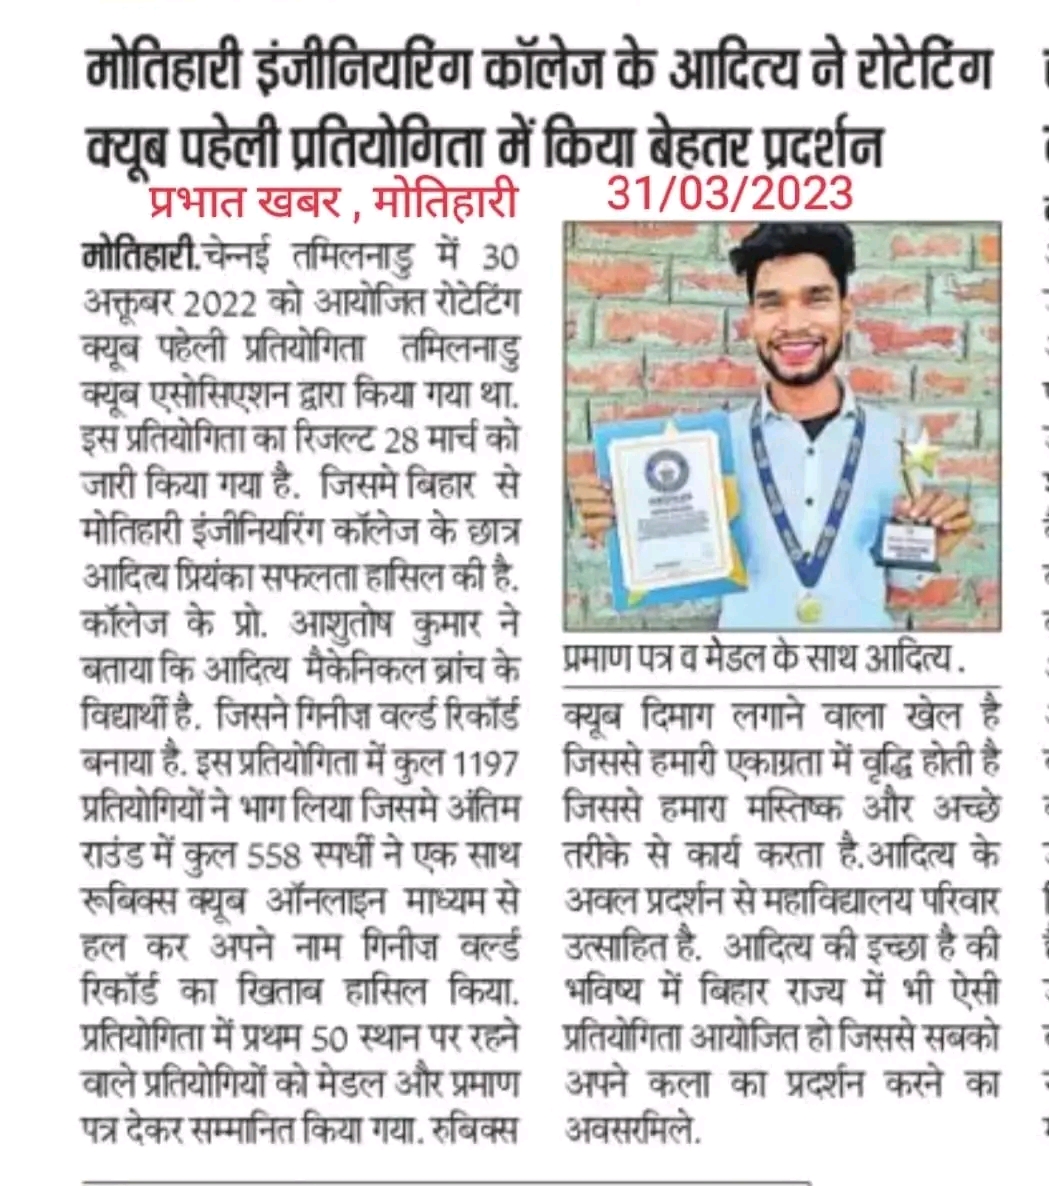 मोतिहारी इंजीनियरिंग कॉलेज के आदित्य ने रोटेटिंग
क्यूब पहेली प्रतियोगिता में किया बेहतर प्रदर्शन
प्रभात खबर , मोतिहारी 31/03/2023
मोतिहारी.चेन्नई तमिलनाडु में 30
अक्तूबर 2022 को आयोजित रोटेटिंग
क्यूब पहेली प्रतियोगिता तमिलनाडु
क्यूब एसोसिएशन द्वारा किया गया था.
इस प्रतियोगिता का रिजल्ट 28 मार्च को
जारी किया गया है. जिसमे बिहार से
मोतिहारी इंजीनियरिंग कॉलेज के छात्र
आदित्य प्रियंका सफलता हासिल की है.
कॉलेज के प्रो. आशुतोष कुमार ने
बताया कि आदित्य मैकेनिकल ब्रांच के
विद्यार्थी है. जिसने गिनीज़ वर्ल्ड रिकॉर्ड
बनाया है. इस प्रतियोगिता में कुल 1197
प्रतियोगियों ने भाग लिया जिसमे अंतिम
राउंड में कुल 558 स्पर्धी ने एक साथ
रूबिक्स क्यूब ऑनलाइन माध्यम से
हल कर अपने नाम गिनीज़ वर्ल्ड
रिकॉर्ड का खिताब हासिल किया.
प्रतियोगिता में प्रथम 50 स्थान पर रहने
वाले प्रतियोगियों को मेडल और प्रमाण
पत्र देकर सम्मानित किया गया. रुबिक्स
प्रमाण पत्र व मेडल के साथ आदित्य .
क्यूब दिमाग लगाने वाला खेल है
जिससे हमारी एकाग्रता में वृद्धि होती है
जिससे हमारा मस्तिष्क और अच्छे
तरीके से कार्य करता है.आदित्य के
अवल प्रदर्शन से महाविद्यालय परिवार
उत्साहित है. आदित्य की इच्छा है की
भविष्य में बिहार राज्य में भी ऐसी
प्रतियोगिता आयोजित हो जिससे सबको
अपने कला का प्रदर्शन करने का
अवसरमिले.